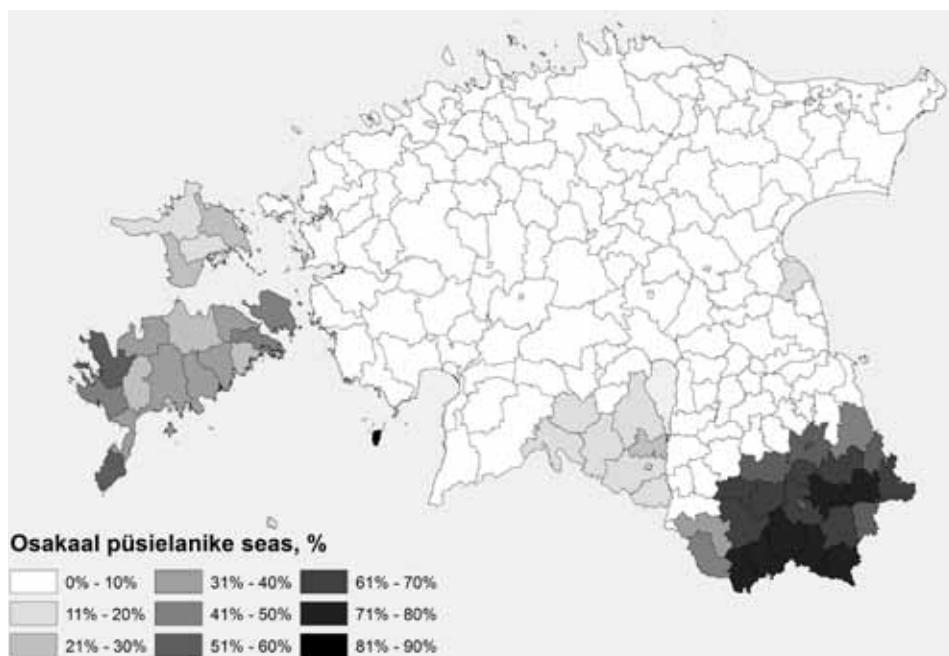 Osakaal püsielanike seas, %
0% - 10% 31% - 40% 61% - 70%
11% - 20% 41% - 50% 71% - 80%
21% - 30% 51% - 60% 81% - 90%